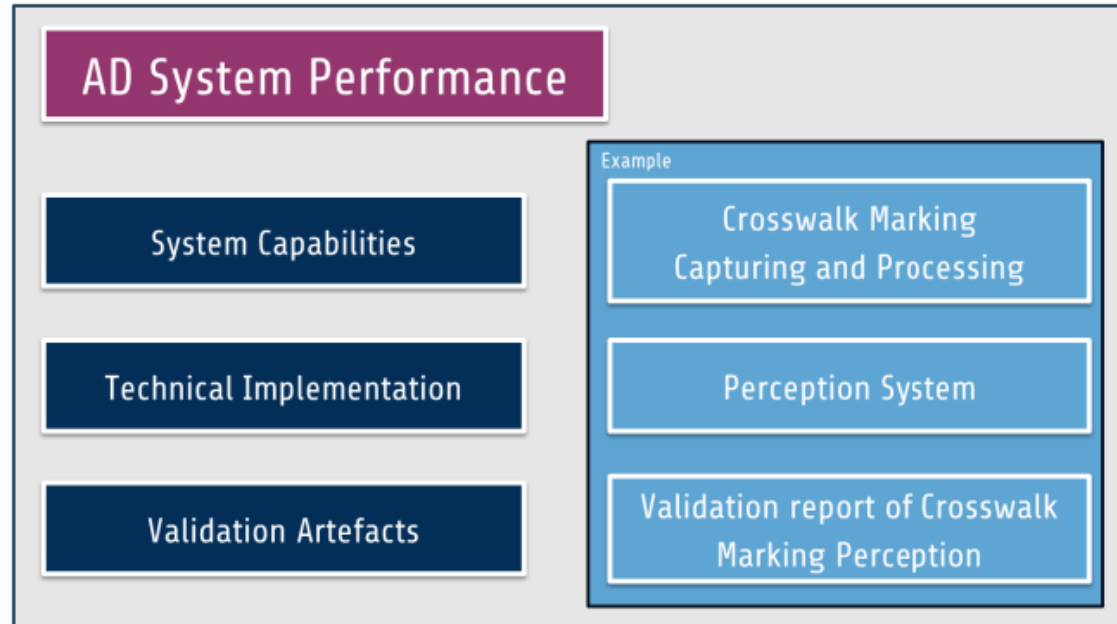 AD System Performance
System Capabilities
Technical Implementation
Validation Artefacts
Example
Crosswalk Marking
Capturing and Processing
Perception System
Validation report of Crosswalk
Marking Perception